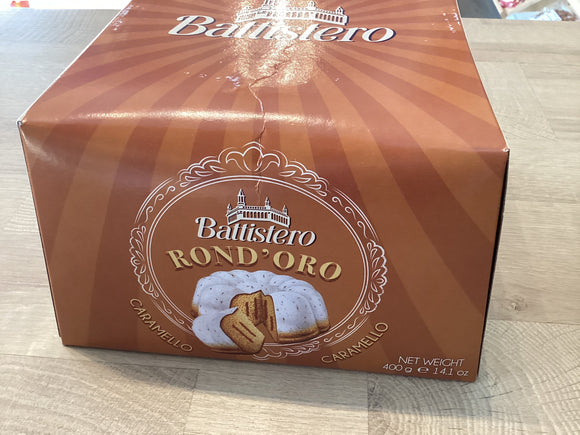 Battistero
Battistero
ROND'ORO
CARAMELLO
CARAMELLO
NET WEIGHT
400 g ℮ 14.1 oz